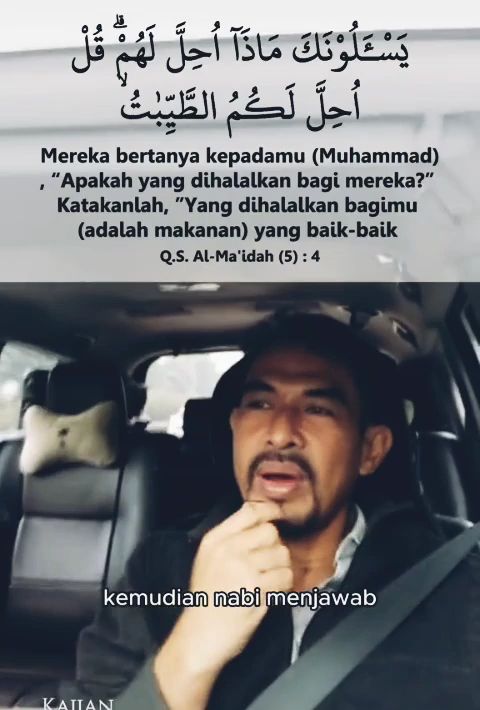 يَسْـَٔلُوْنَكَ مَاذَآ اُحِلَّ لَهُمْۗ قُلْ
اُحِلَّ لَكُمُ الطَّيِّبٰتُۙ
Mereka bertanya kepadamu (Muhammad)
, “Apakah yang dihalalkan bagi mereka?”
Katakanlah, ”Yang dihalalkan bagimu
(adalah makanan) yang baik-baik
Q.S. Al-Ma'idah (5) : 4
kemudian nabi menjawab
KAJIAN